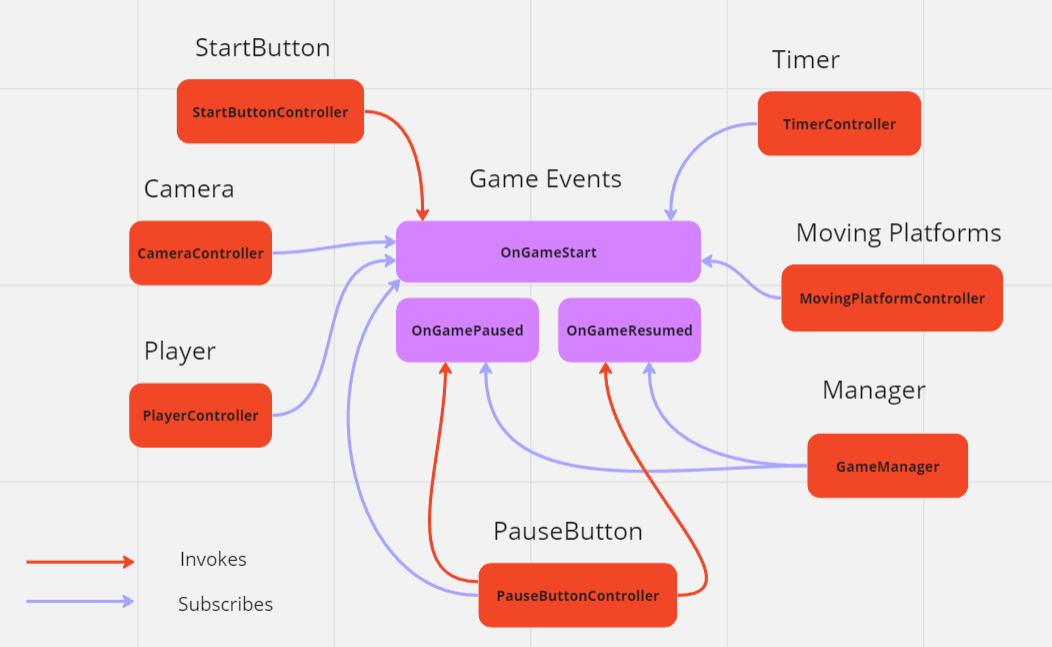 StartButton
StartButtonController
Timer
TimerController
Camera
CameraController
Game Events
OnGameStart
OnGamePaused
OnGameResumed
Moving Platforms
MovingPlatformController
Player
PlayerController
Manager
GameManager
PauseButton
PauseButtonController
Invokes
Subscribes